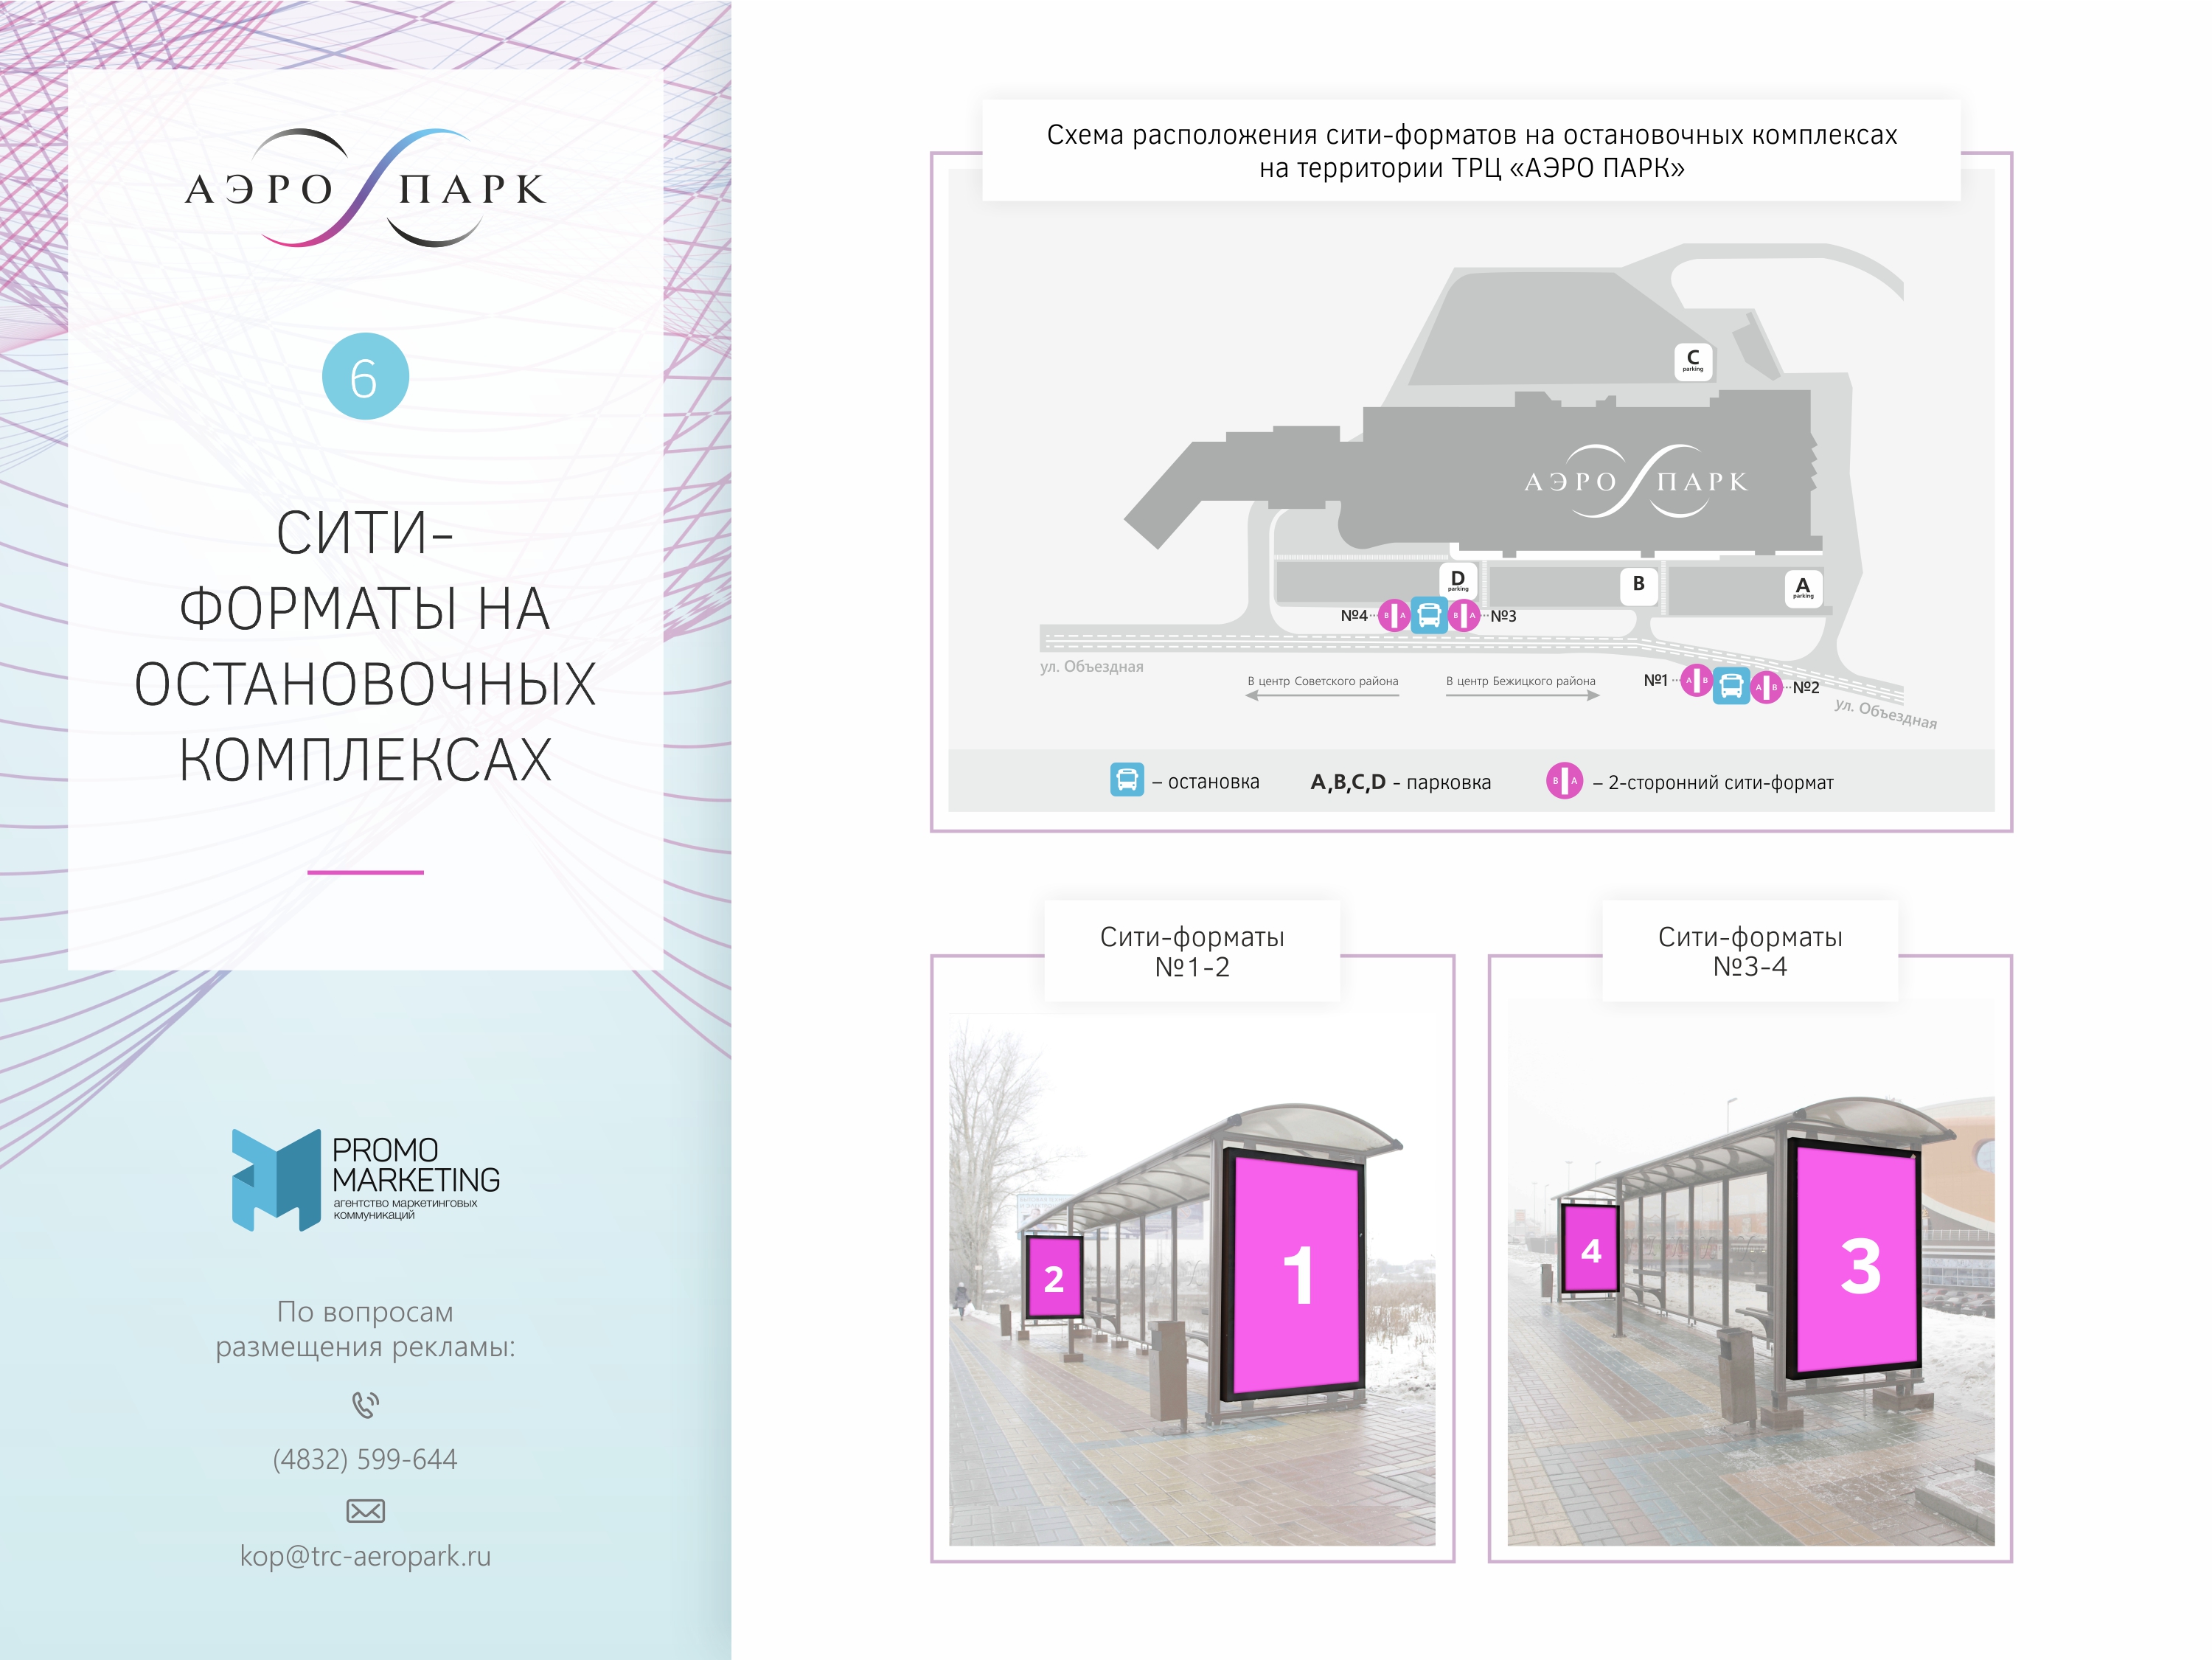 АЭРО ПАРК
6
СИТИ-
ФОРМАТЫ НА
ОСТАНОВОЧНЫХ
КОМПЛЕКСАХ
PROMO
MARKETING
агентство маркетинговых
коммуникаций
По вопросам
размещения рекламы:
(4832) 599-644
kop@trc-aeropark.ru
Схема расположения сити-форматов на остановочных комплексах
на территории ТРЦ «АЭРО ПАРК»
C
parking
АЭРО ПАРК
D
parking
B
A
parking
№4 B A B A №3
ул. Объездная
В центр Советского района
В центр Бежицкого района
№1 A B A B №2
ул. Объездная
– остановка
A,B,C,D - парковка
B A – 2-сторонний сити-формат
Сити-форматы
№1-2
2
1
Сити-форматы
№3-4
4
3